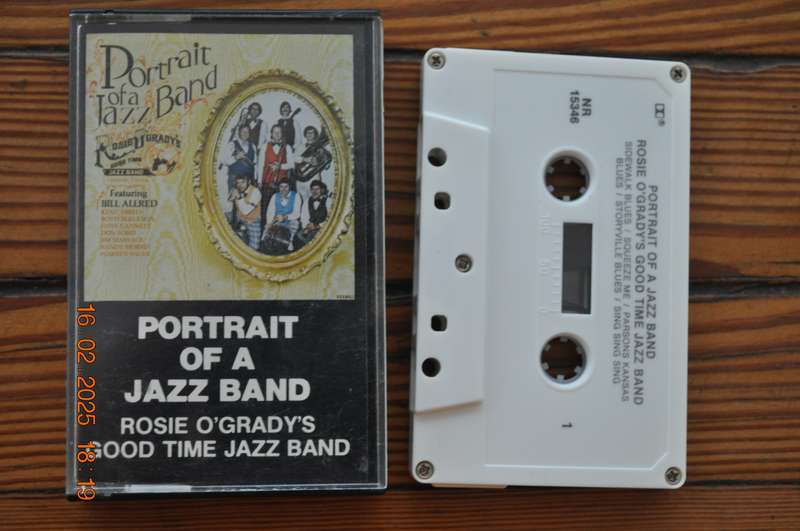 Portrait
of a
Jazz Band
ROSIE O'GRADY'S
GOOD TIME
JAZZ BAND
Featuring
BILL ALLRED
PORTRAIT
OF A
JAZZ BAND
ROSIE O'GRADY'S
GOOD TIME JAZZ BAND
16 02 2025 18:19
NR
15346
PORTRAIT OF A JAZZ BAND
ROSIE O'GRADY'S GOOD TIME JAZZ BAND
SIDEWALK BLUES / SQUEEZE ME / PARSONS KANSAS
BLUES / STORYVILLE BLUES / SING SING SING
1